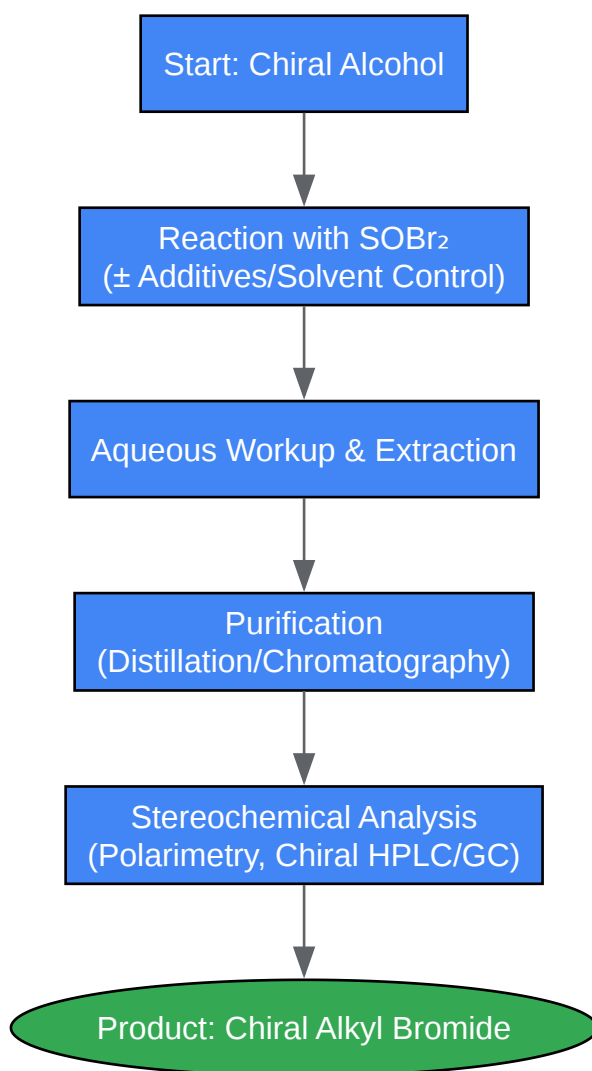 Start: Chiral Alcohol
Reaction with SOBr₂
(± Additives/Solvent Control)
Aqueous Workup & Extraction
Purification
(Distillation/Chromatography)
Stereochemical Analysis
(Polarimetry, Chiral HPLC/GC)
Product: Chiral Alkyl Bromide